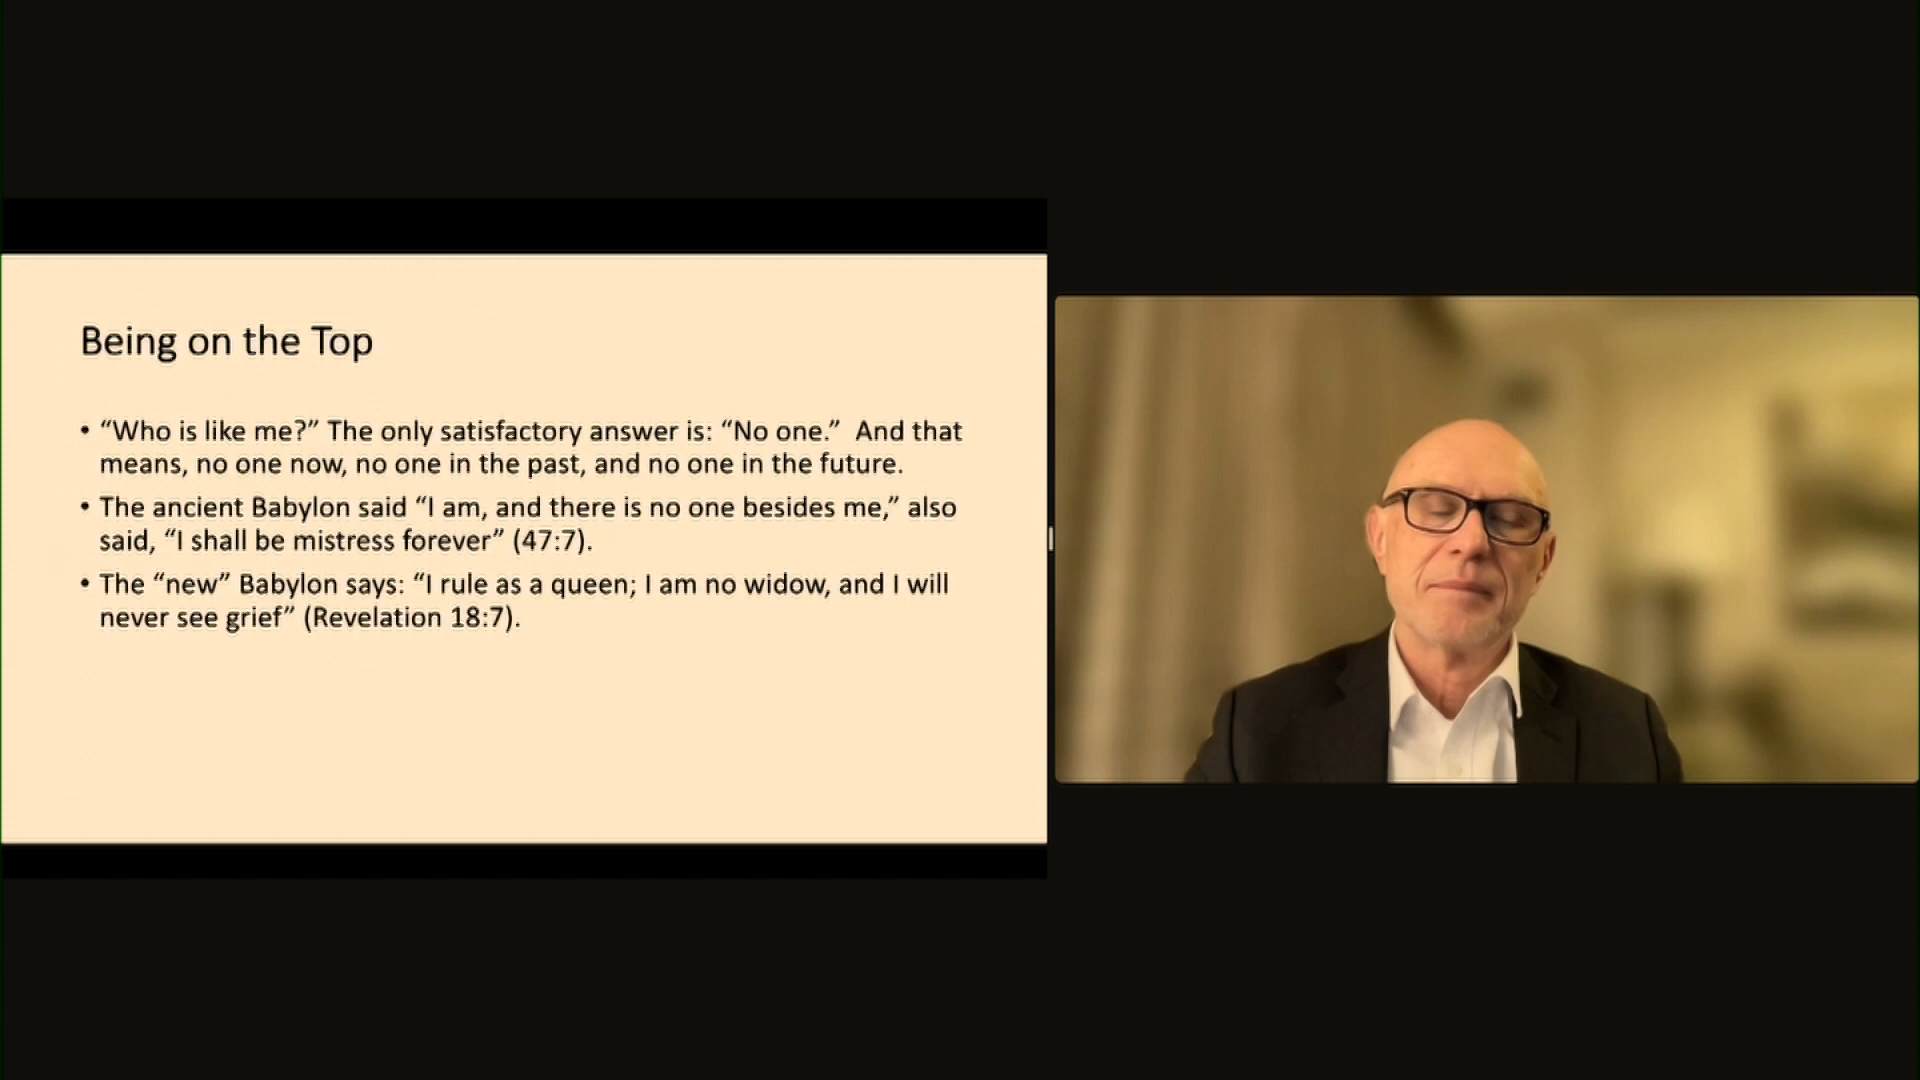 Being on the Top
• “Who is like me?” The only satisfactory answer is: “No one.”  And that
means, no one now, no one in the past, and no one in the future.
• The ancient Babylon said “I am, and there is no one besides me,” also
said, “I shall be mistress forever” (47:7).
• The “new” Babylon says: “I rule as a queen; I am no widow, and I will
never see grief” (Revelation 18:7).